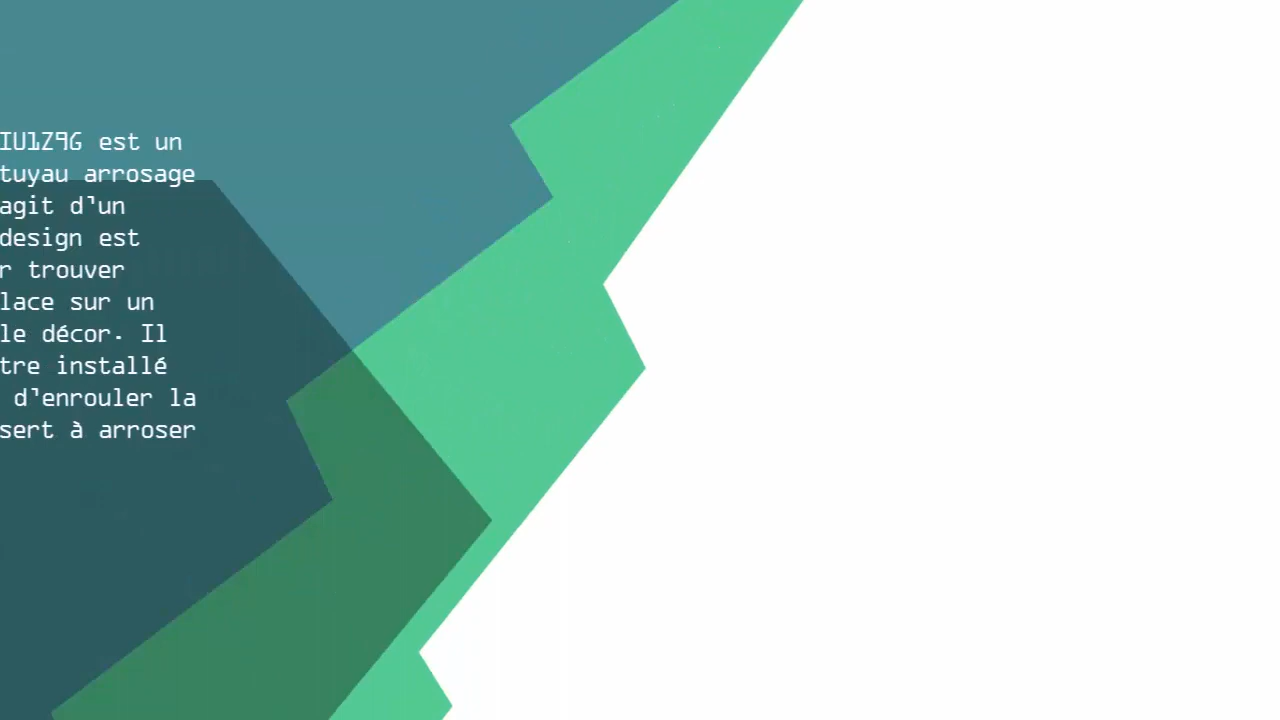 IU1Z9G est un
tuyau arrosage
agit d'un
design est
r trouver
lace sur un
le décor. Il
tre installé
d'enrouler la
sert à arroser